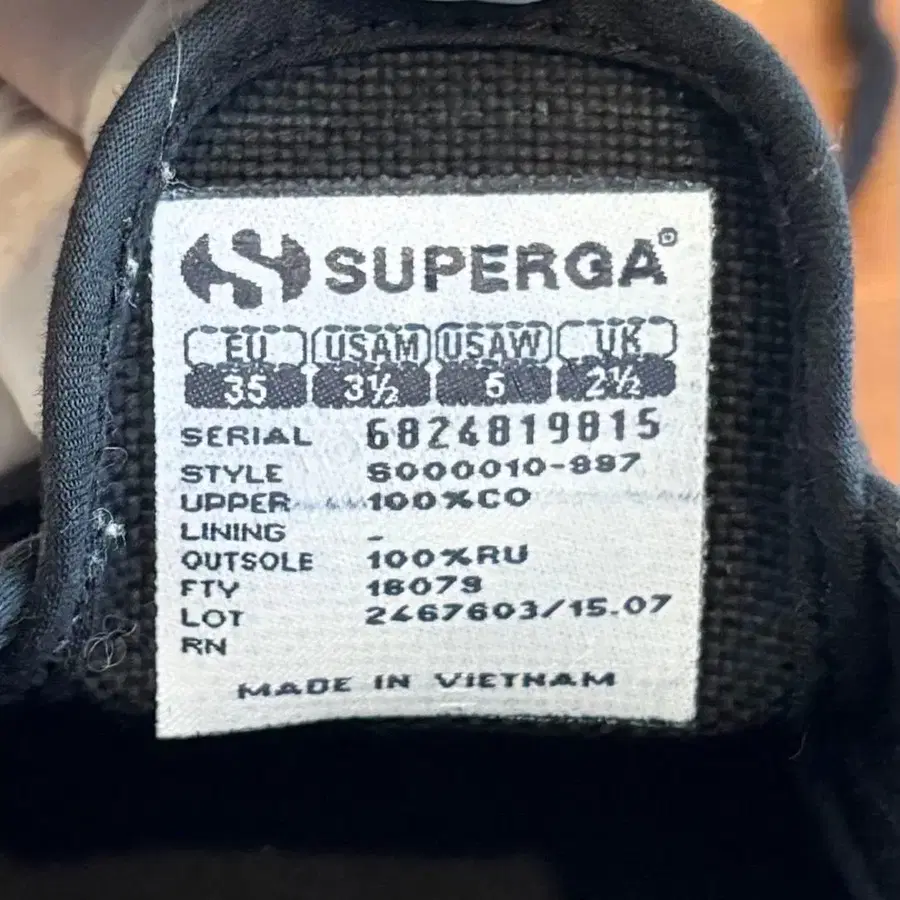 SUPERGA®
EU USAM USAW UK
35 3½ 5 2½
SERIAL 6824819815
STYLE S000010-997
UPPER 100%CO
LINING -
OUTSOLE 100%RU
FTY 16079
LOT 2467603/15.07
RN
MADE IN VIETNAM